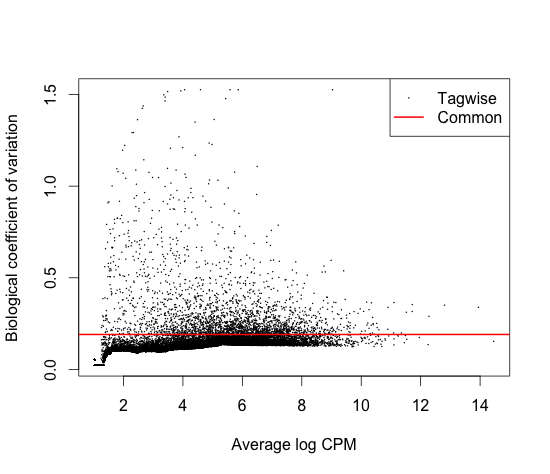 Tagwise
Common
Biological coefficient of variation
1.5
1.0
0.5
0.0
2 4 6 8 10 12 14
Average log CPM